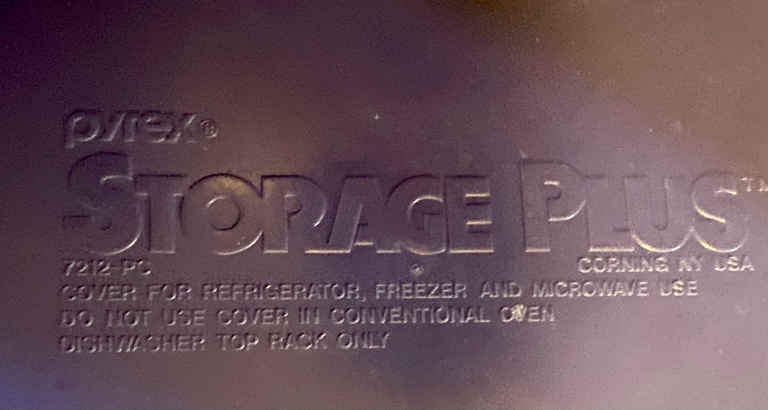 pyrex®
STORAGE PLUS™
7212-PC CORNING NY USA
COVER FOR REFRIGERATOR, FREEZER AND MICROWAVE USE
DO NOT USE COVER IN CONVENTIONAL OVEN
DISHWASHER TOP RACK ONLY